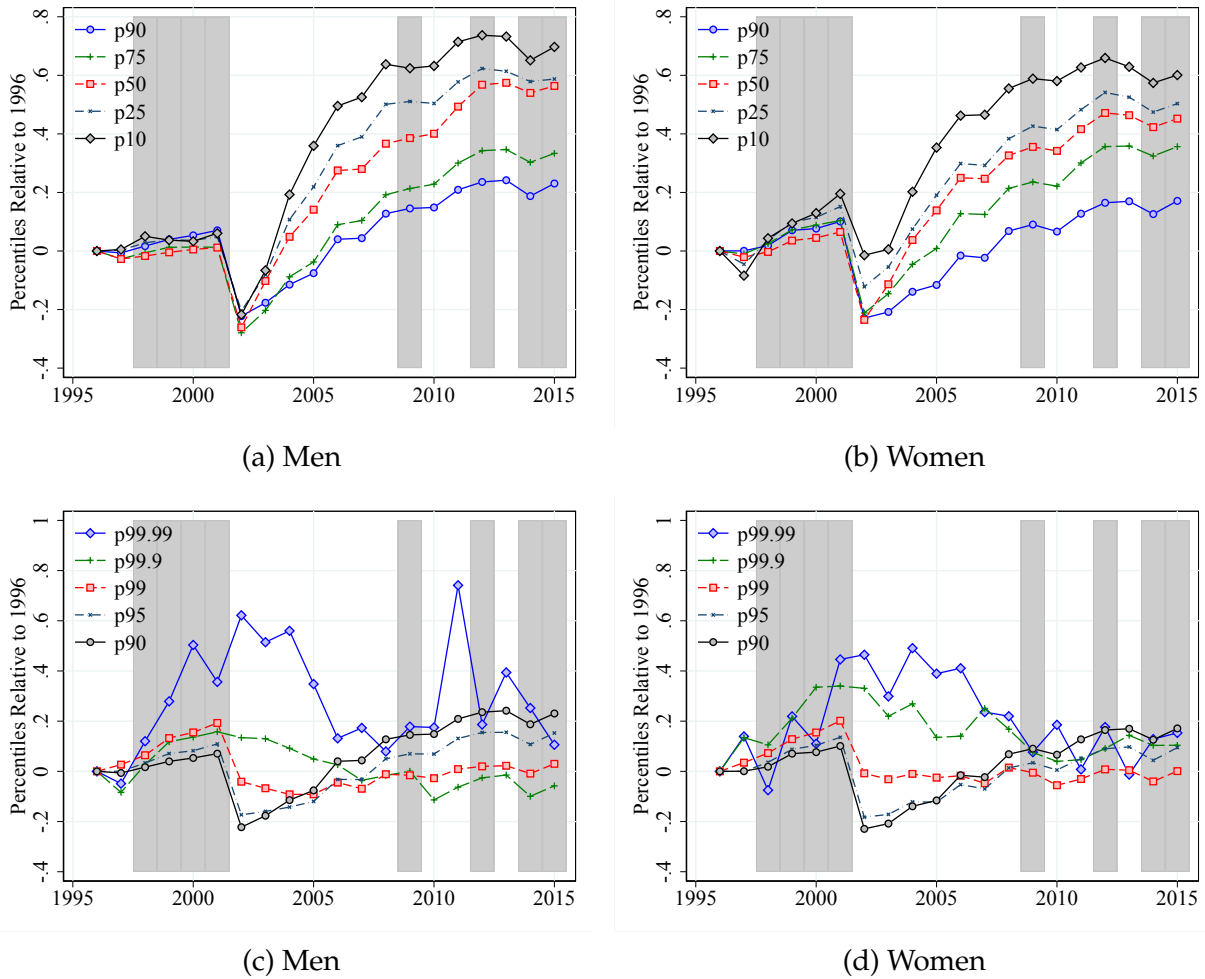 Percentiles Relative to 1996
-.4 -.2 0 .2 .4 .6 .8
p90
p75
p50
p25
p10
1995 2000 2005 2010 2015
(a) Men
Percentiles Relative to 1996
-.4 -.2 0 .2 .4 .6 .8
p90
p75
p50
p25
p10
1995 2000 2005 2010 2015
(b) Women
Percentiles Relative to 1996
-.4 -.2 0 .2 .4 .6 .8 1
p99.99
p99.9
p99
p95
p90
1995 2000 2005 2010 2015
(c) Men
Percentiles Relative to 1996
-.4 -.2 0 .2 .4 .6 .8 1
p99.99
p99.9
p99
p95
p90
1995 2000 2005 2010 2015
(d) Women